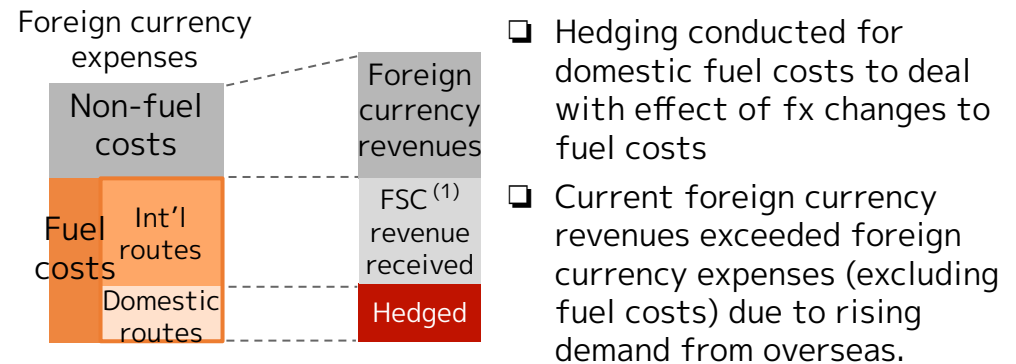 Foreign currency
expenses
Non-fuel
costs
Fuel
costs
Int'l
routes
Domestic
routes
Foreign
currency
revenues
FSC (1)
revenue
received
Hedged
❏ Hedging conducted for
domestic fuel costs to deal
with effect of fx changes to
fuel costs
❏ Current foreign currency
revenues exceeded foreign
currency expenses (excluding
fuel costs) due to rising
demand from overseas.